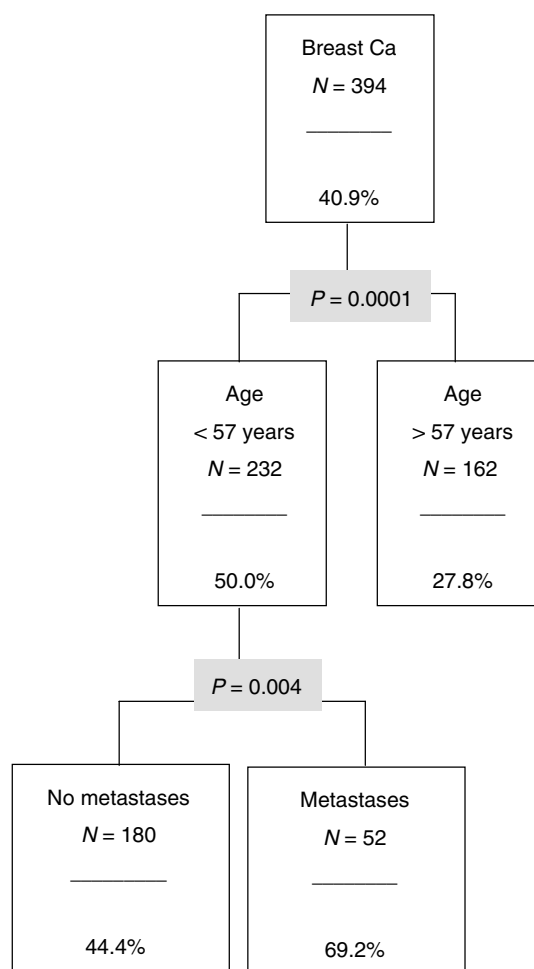 Breast Ca
N = 394
40.9%
P = 0.0001
Age
< 57 years
N = 232
50.0%
Age
> 57 years
N = 162
27.8%
P = 0.004
No metastases
N = 180
44.4%
Metastases
N = 52
69.2%